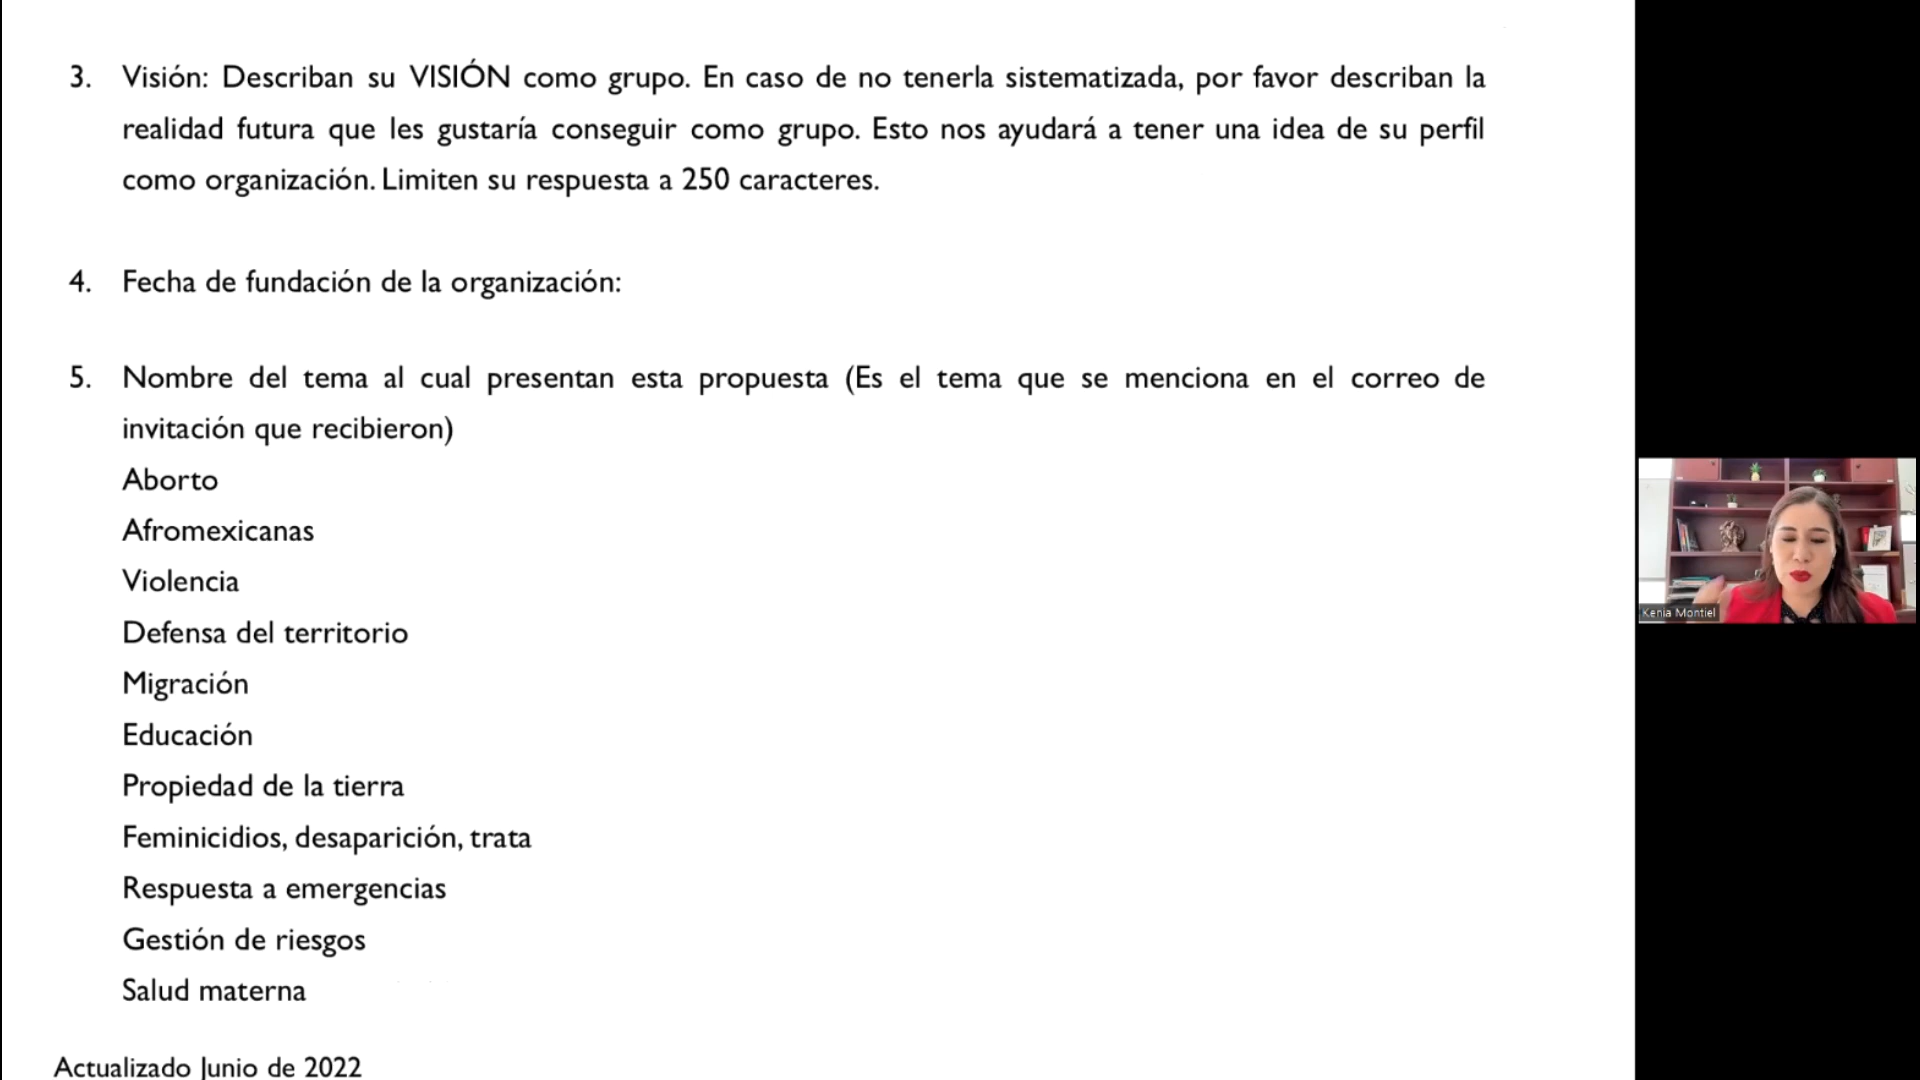 3. Visión: Describan su VISIÓN como grupo. En caso de no tenerla sistematizada, por favor describan la
realidad futura que les gustaría conseguir como grupo. Esto nos ayudará a tener una idea de su perfil
como organización. Limiten su respuesta a 250 caracteres.
4. Fecha de fundación de la organización:
5. Nombre del tema al cual presentan esta propuesta (Es el tema que se menciona en el correo de
invitación que recibieron)
Aborto
Afromexicanas
Violencia
Defensa del territorio
Migración
Educación
Propiedad de la tierra
Feminicidios, desaparición, trata
Respuesta a emergencias
Gestión de riesgos
Salud materna
Actualizado Junio de 2022
Kenia Montiel